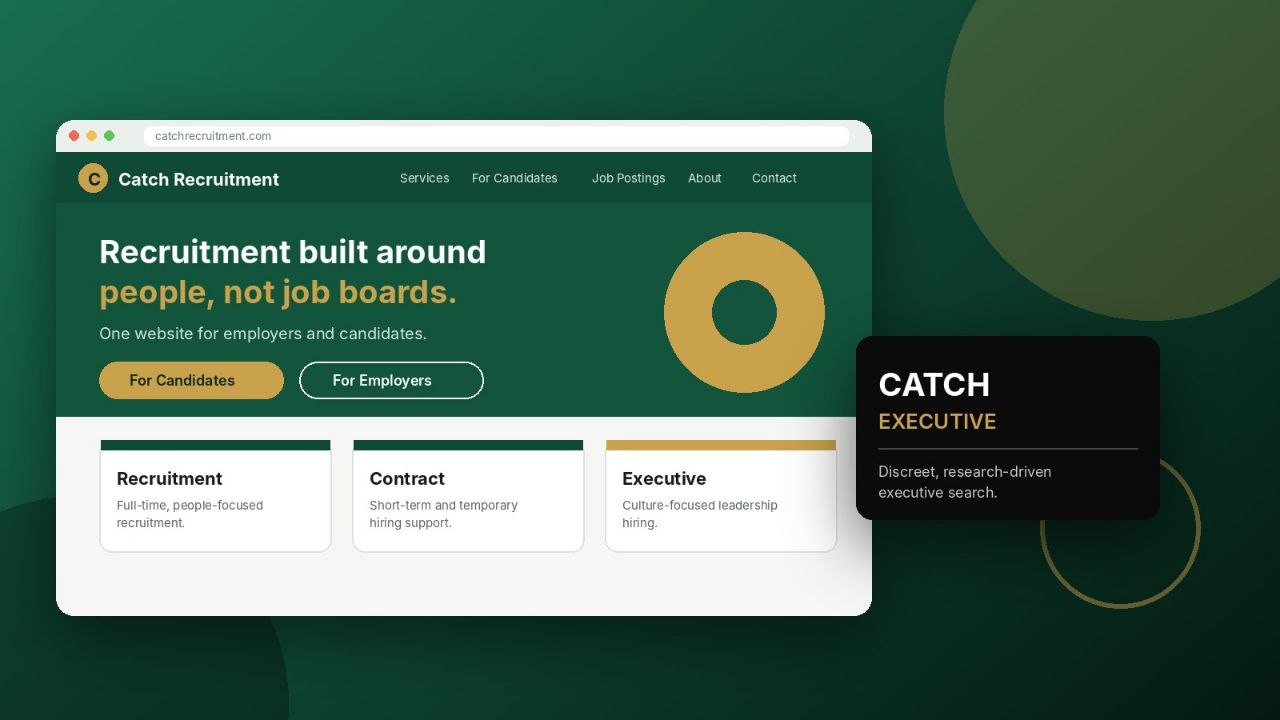 catchrecruitment.com
C
Catch Recruitment
Services
For Candidates
Job Postings
About
Contact
Recruitment built around
people, not job boards.
One website for employers and candidates.
For Candidates
For Employers
Recruitment
Full-time, people-focused
recruitment.
Contract
Short-term and temporary
hiring support.
Executive
Culture-focused leadership
hiring.
CATCH
EXECUTIVE
Discreet, research-driven
executive search.